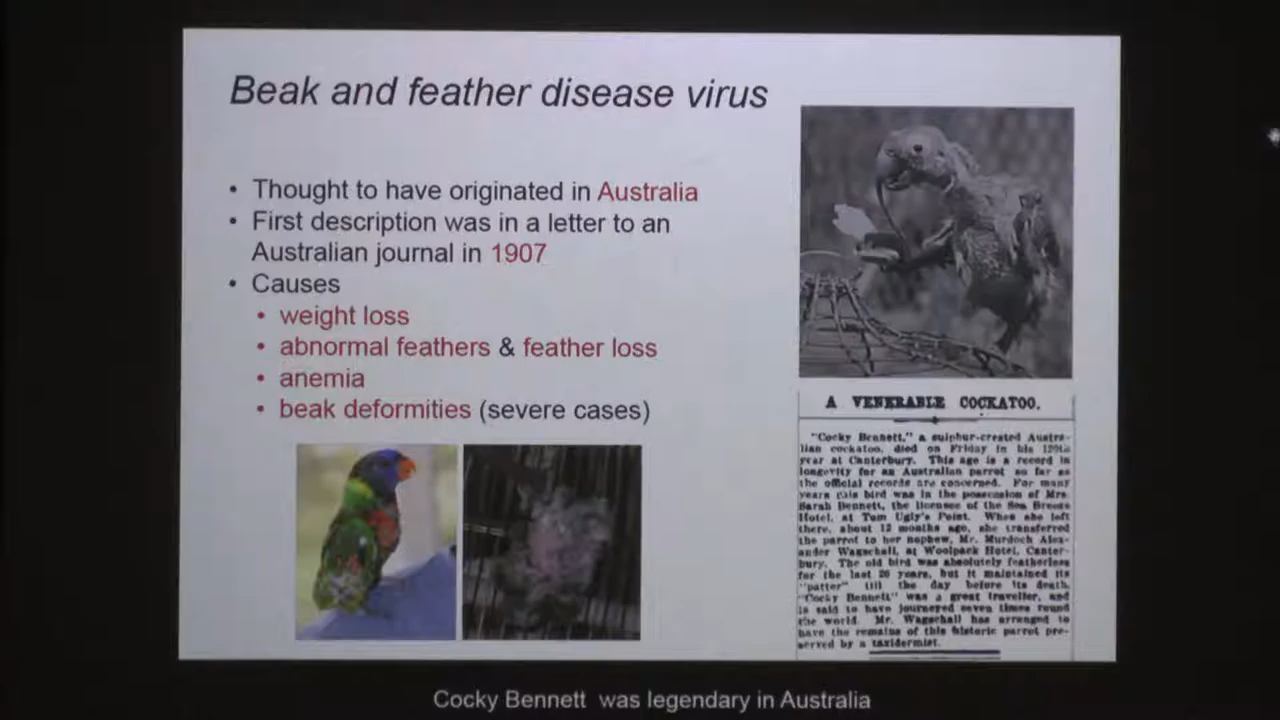 Beak and feather disease virus
• Thought to have originated in Australia
• First description was in a letter to an
Australian journal in 1907
• Causes
• weight loss
• abnormal feathers & feather loss
• anemia
• beak deformities (severe cases)
A VENERABLE COCKATOO.
"Cocky Bennett," a sulphur-created Austra-
lian cockatoo, died on Friday in his 120th
year at Canterbury. This age is a record in
longevity for an Australian parrot so far as
the official records are concerned. For many
years this bird was in the possession of Mrs.
Sarah Bennett, the licensee of the Sea Breeze
Hotel, at Tom Ugly's Point. When she left
there, about 12 months ago, she transferred
the parrot to her nephew, Mr. Murdoch Alex-
ander Wagschall, at Woolpack Hotel, Canter-
bury. The old bird was absolutely featherless
for the last 20 years, but it maintained its
"patter" till the day before its death.
"Cocky Bennett" was a great traveller, and
is said to have journeyed seven times round
the world. Mr. Wagschall has arranged to
have the remains of this historic parrot pre-
served by a taxidermist.
Cocky Bennett was legendary in Australia